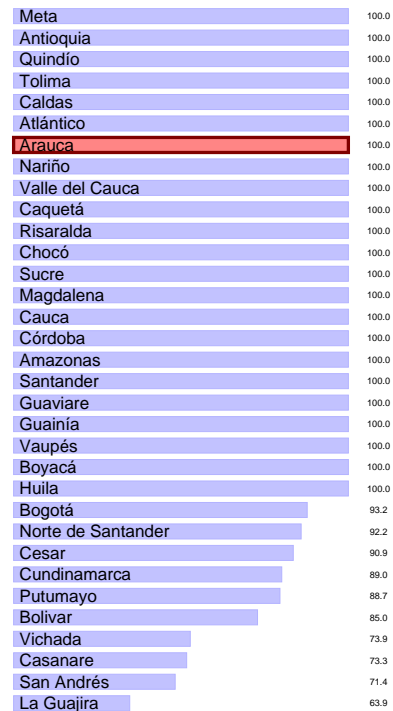 Meta 100.0
Antioquia 100.0
Quindío 100.0
Tolima 100.0
Caldas 100.0
Atlántico 100.0
Arauca 100.0
Nariño 100.0
Valle del Cauca 100.0
Caquetá 100.0
Risaralda 100.0
Chocó 100.0
Sucre 100.0
Magdalena 100.0
Cauca 100.0
Córdoba 100.0
Amazonas 100.0
Santander 100.0
Guaviare 100.0
Guainía 100.0
Vaupés 100.0
Boyacá 100.0
Huila 100.0
Bogotá 93.2
Norte de Santander 92.2
Cesar 90.9
Cundinamarca 89.0
Putumayo 88.7
Bolivar 85.0
Vichada 73.9
Casanare 73.3
San Andrés 71.4
La Guajira 63.9